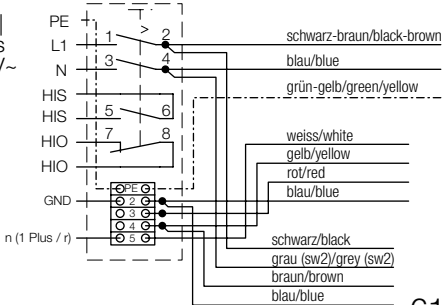 PE
L1
N
HIS
HIS
HIO
HIO
GND
n (1 Plus / r)
s
/~
>
1
2
3
4
5
6
7
8
PE
2
3
4
5
schwarz-braun/black-brown
blau/blue
grün-gelb/green/yellow
weiss/white
gelb/yellow
rot/red
blau/blue
schwarz/black
grau (sw2)/grey (sw2)
braun/brown
blau/blue